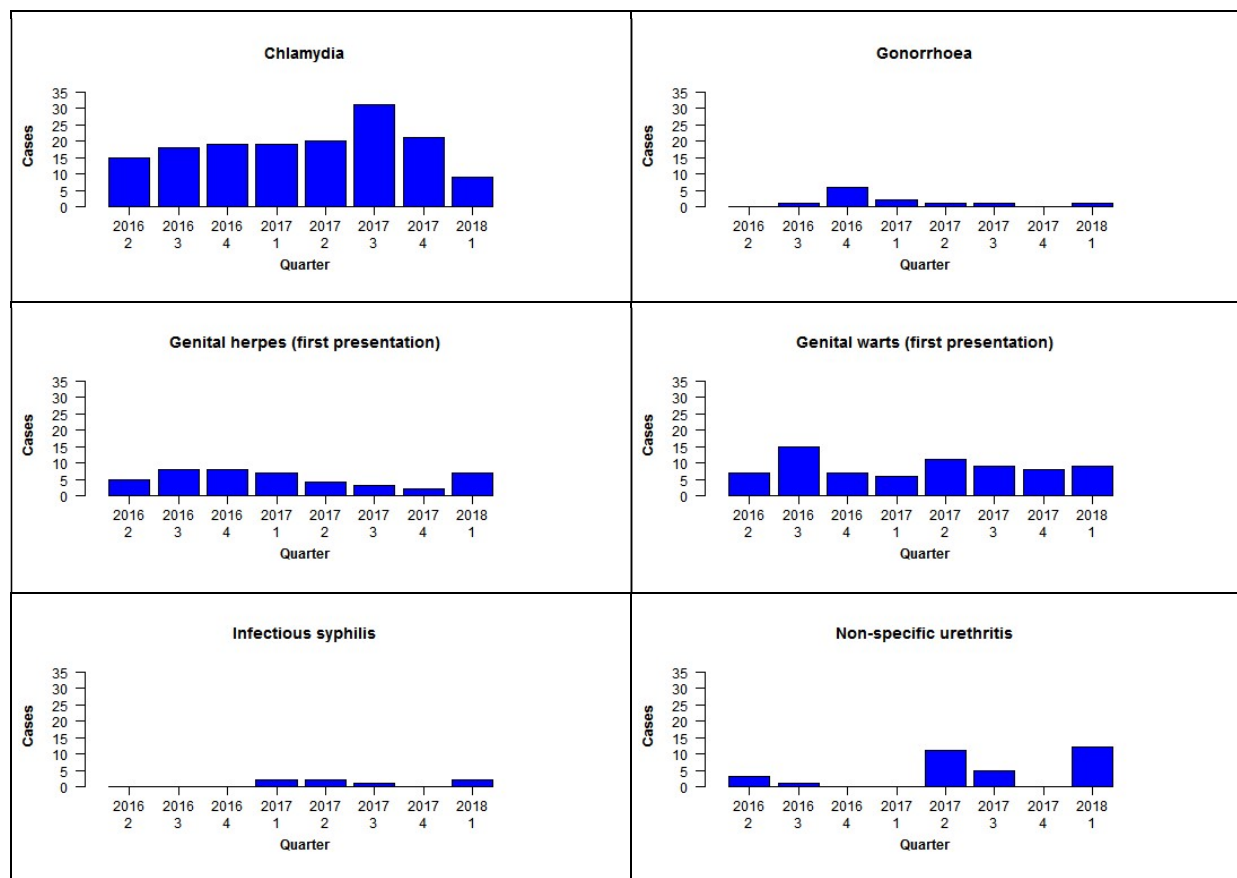 Chlamydia
Cases
35
30
25
20
15
10
5
0
2016 2016 2016 2017 2017 2017 2017 2018
2 3 4 1 2 3 4 1
Quarter
Gonorrhoea
Cases
35
30
25
20
15
10
5
0
2016 2016 2016 2017 2017 2017 2017 2018
2 3 4 1 2 3 4 1
Quarter
Genital herpes (first presentation)
Cases
35
30
25
20
15
10
5
0
2016 2016 2016 2017 2017 2017 2017 2018
2 3 4 1 2 3 4 1
Quarter
Genital warts (first presentation)
Cases
35
30
25
20
15
10
5
0
2016 2016 2016 2017 2017 2017 2017 2018
2 3 4 1 2 3 4 1
Quarter
Infectious syphilis
Cases
35
30
25
20
15
10
5
0
2016 2016 2016 2017 2017 2017 2017 2018
2 3 4 1 2 3 4 1
Quarter
Non-specific urethritis
Cases
35
30
25
20
15
10
5
0
2016 2016 2016 2017 2017 2017 2017 2018
2 3 4 1 2 3 4 1
Quarter